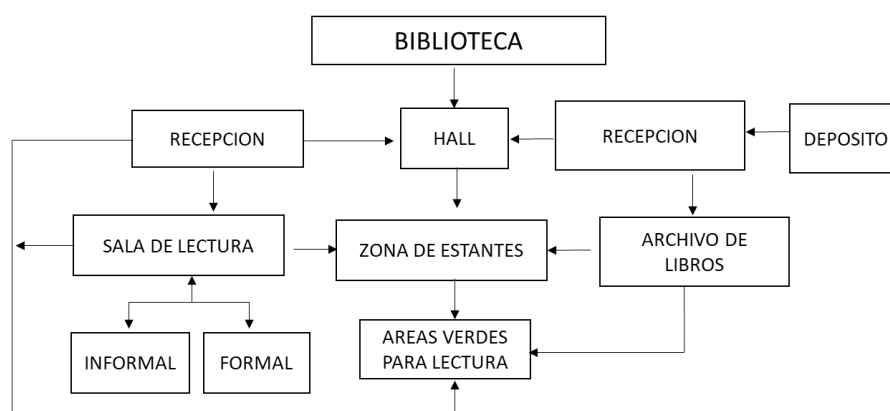 BIBLIOTECA
RECEPCION
HALL
RECEPCION
DEPOSITO
SALA DE LECTURA
ZONA DE ESTANTES
ARCHIVO DE
LIBROS
INFORMAL
FORMAL
AREAS VERDES
PARA LECTURA